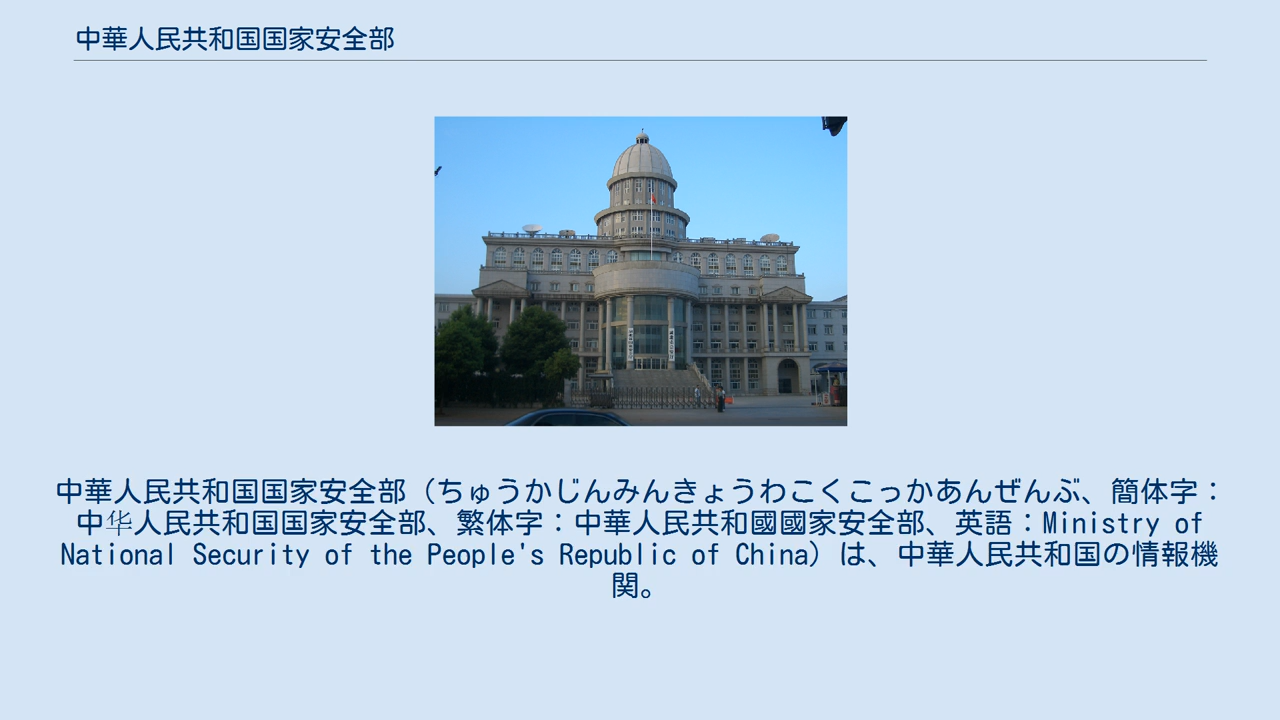 中華人民共和国国家安全部
中華人民共和国国家安全部（ちゅうかじんみんきょうわこくこっかあんぜんぶ、簡体字：
中华人民共和国国家安全部、繁体字：中華人民共和國國家安全部、英語：Ministry of
National Security of the People's Republic of China）は、中華人民共和国の情報機
関。